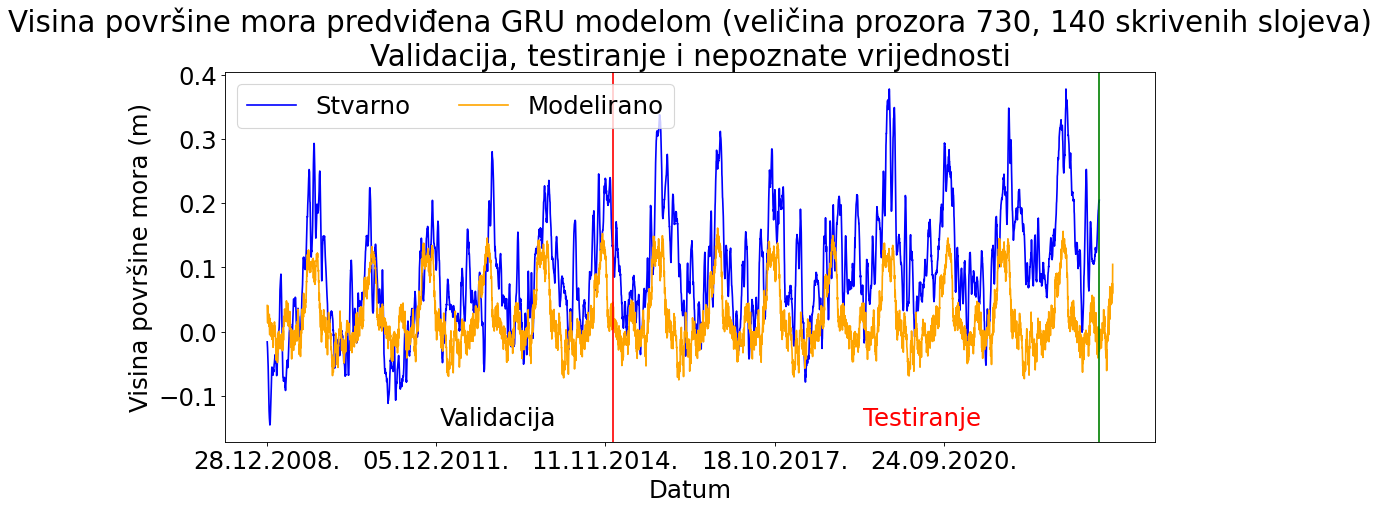 Visina površine mora predviđena GRU modelom (veličina prozora 730, 140 skrivenih slojeva)
Validacija, testiranje i nepoznate vrijednosti
Stvarno
Modelirano
Visina površine mora (m)
0.4
0.3
0.2
0.1
0.0
−0.1
Validacija
Testiranje
28.12.2008.
05.12.2011.
11.11.2014.
18.10.2017.
24.09.2020.
Datum